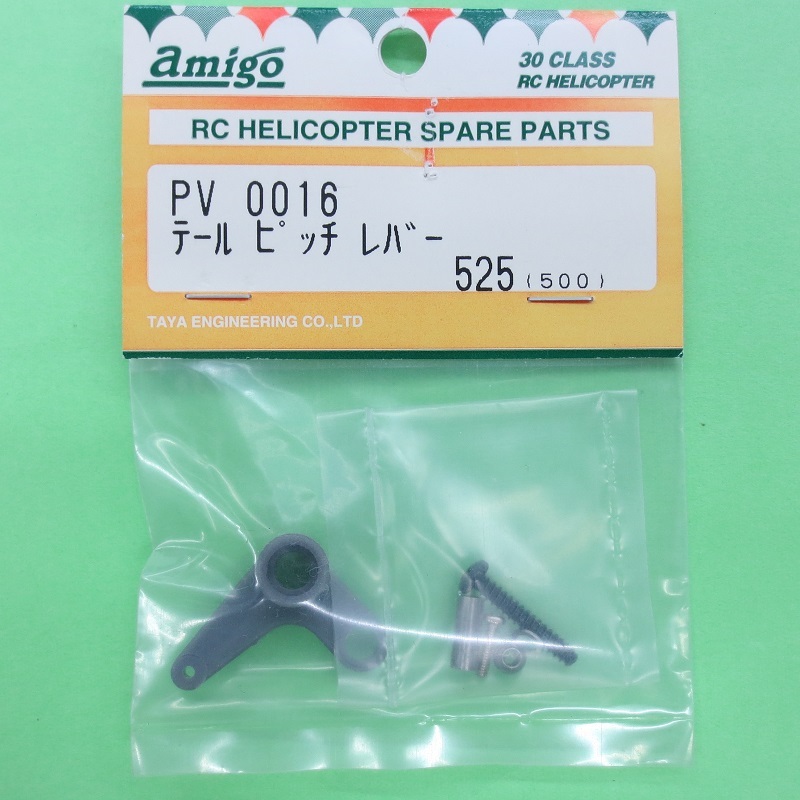 amigo
30 CLASS
RC HELICOPTER
RC HELICOPTER SPARE PARTS
PV 0016
ﾃｰﾙ ﾋﾟｯﾁ ﾚﾊﾞｰ
525 (500)
TAYA ENGINEERING CO.,LTD